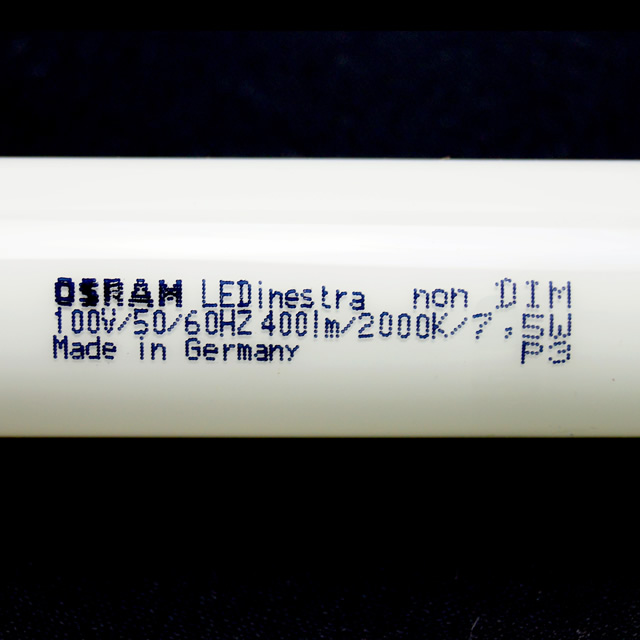 OSRAM LEDinestra non DIM
100V/50/60HZ 400lm/2000K/7,5W
Made in Germany P3